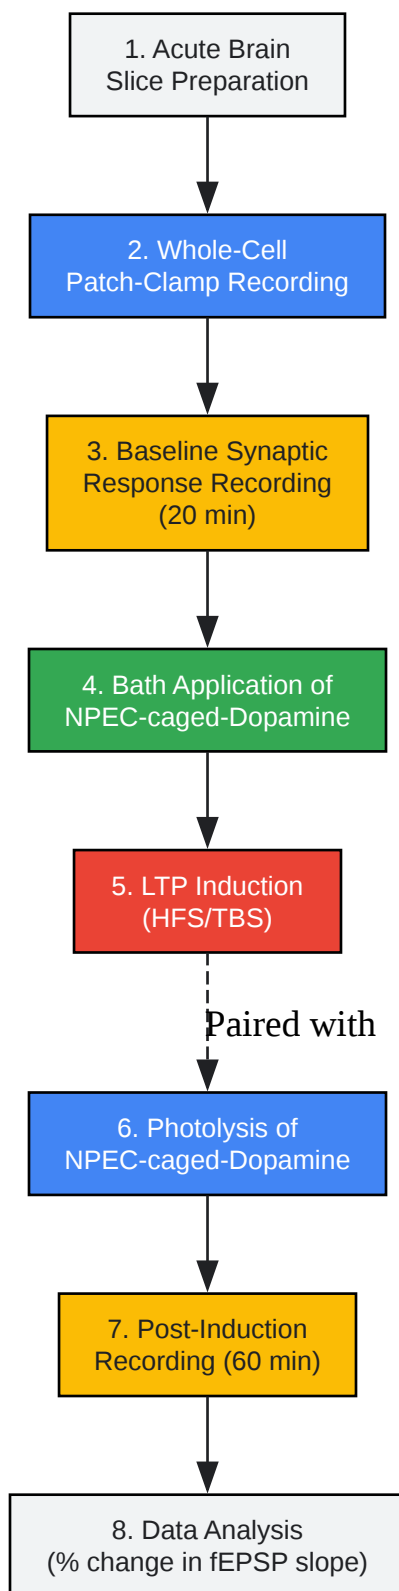 1. Acute Brain
Slice Preparation
2. Whole-Cell
Patch-Clamp Recording
3. Baseline Synaptic
Response Recording
(20 min)
4. Bath Application of
NPEC-caged-Dopamine
5. LTP Induction
(HFS/TBS)
Paired with
6. Photolysis of
NPEC-caged-Dopamine
7. Post-Induction
Recording (60 min)
8. Data Analysis
(% change in fEPSP slope)